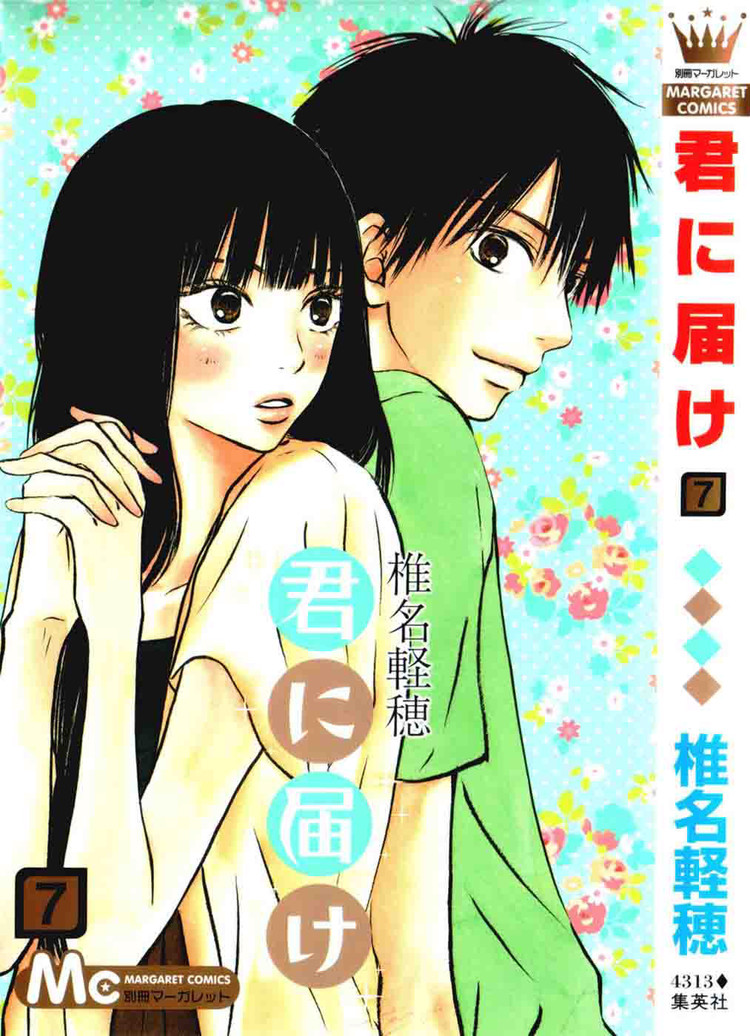 椎名軽穂
君に届け
7
Mc
MARGARET COMICS
別冊マーガレット
別冊マーガレット
MARGARET
COMICS
君に届け
7
椎名軽穂
4313♦
集英社